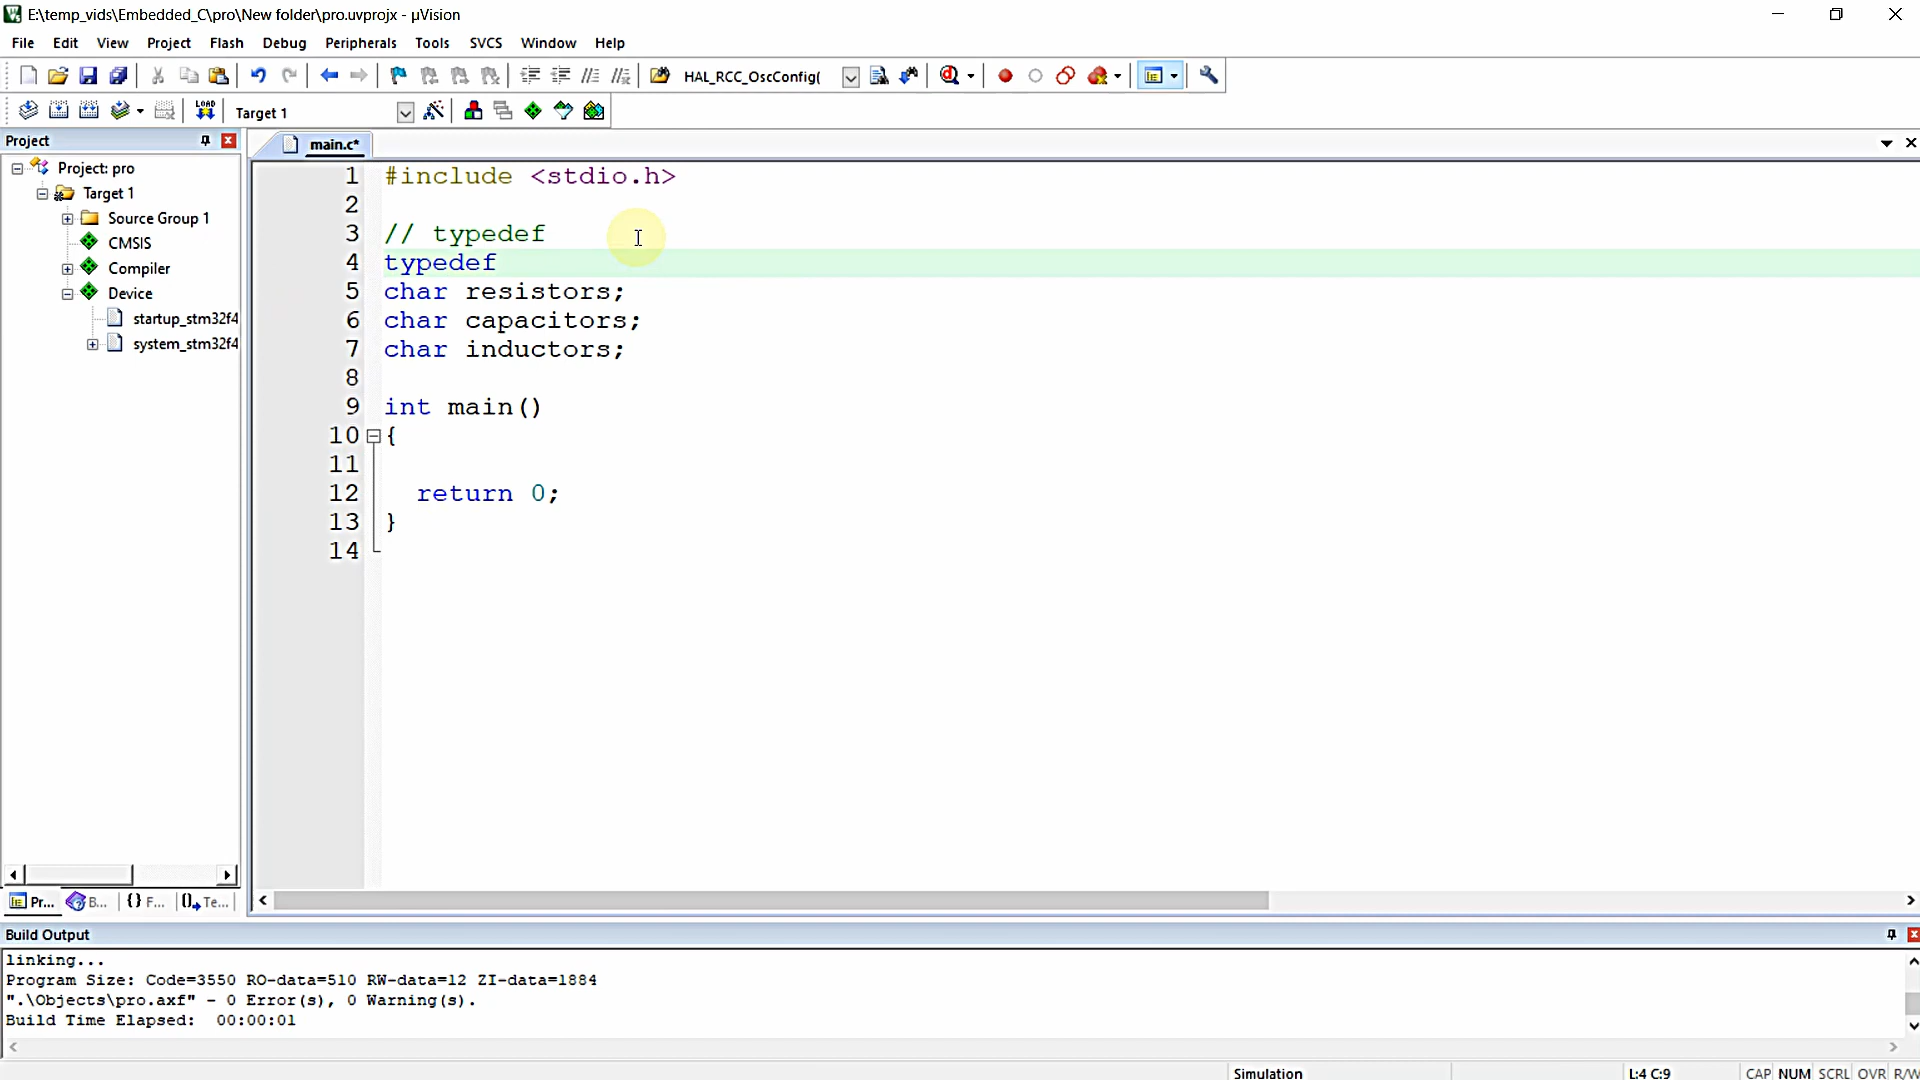 E:\temp_vids\Embedded_C\pro\New folder\pro.uvprojx - µVision
File Edit View Project Flash Debug Peripherals Tools SVCS Window Help
HAL_RCC_OscConfig(
LOAD Target 1
Project
Project: pro
Target 1
Source Group 1
CMSIS
Compiler
Device
startup_stm32f4
system_stm32f4
Pr... B... {} F... Te...
main.c*
1 #include <stdio.h>
2
3 // typedef
4 typedef
5 char resistors;
6 char capacitors;
7 char inductors;
8
9 int main()
10 {
11
12 return 0;
13 }
14
Build Output
linking...
Program Size: Code=3550 RO-data=510 RW-data=12 ZI-data=1884
".\Objects\pro.axf" - 0 Error(s), 0 Warning(s).
Build Time Elapsed: 00:00:01
Simulation L:4 C:9 CAP NUM SCRL OVR R/W